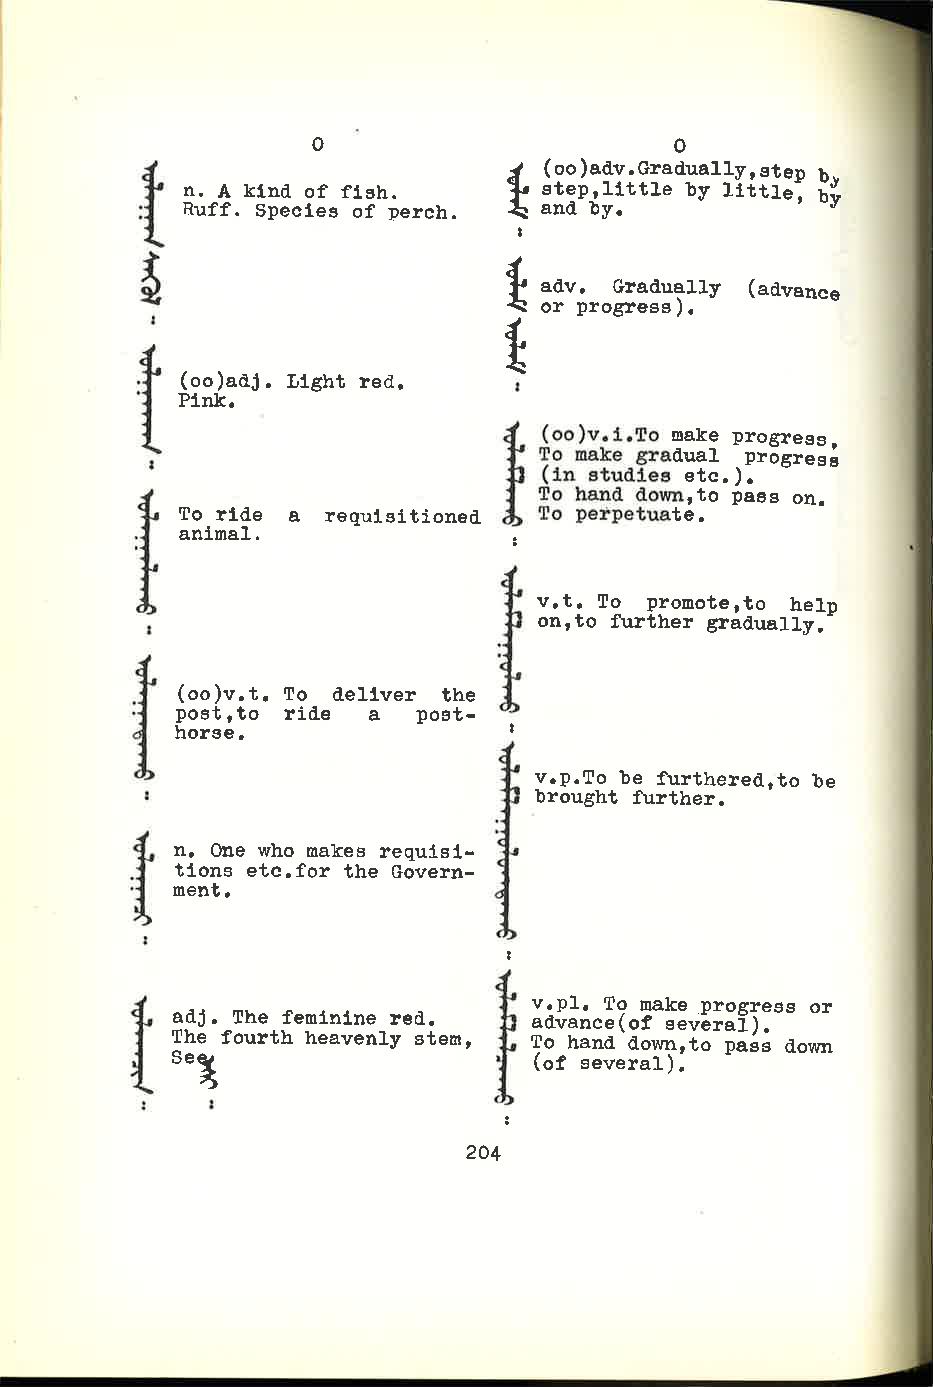 O
n. A kind of fish.
Ruff. Species of perch.
(oo)adj. Light red.
Pink.
To ride a requisitioned
animal.
(oo)v.t. To deliver the
post,to ride a post-
horse.
n. One who makes requisi-
tions etc.for the Govern-
ment.
adj. The feminine red.
The fourth heavenly stem,
See
O
(oo)adv.Gradually,step by
step,little by little, by
and by.
adv. Gradually (advance
or progress).
(oo)v.i.To make progress,
To make gradual progress
(in studies etc.).
To hand down,to pass on.
To perpetuate.
v.t. To promote,to help
on,to further gradually.
v.p.To be furthered,to be
brought further.
v.pl. To make progress or
advance(of several).
To hand down,to pass down
(of several).
204